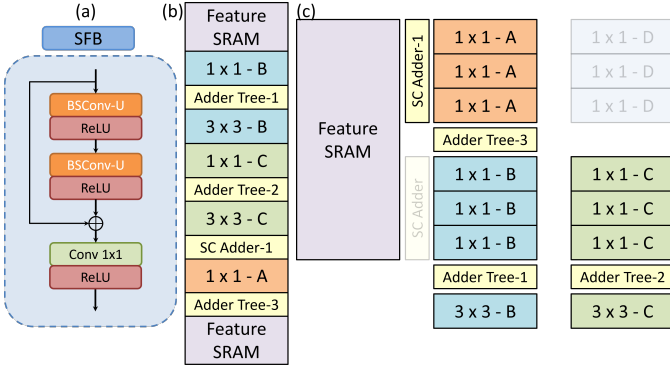 (a)
SFB
BSConv-U
ReLU
BSConv-U
ReLU
Conv 1x1
ReLU
(b)
Feature
SRAM
1 x 1 - B
Adder Tree-1
3 x 3 - B
1 x 1 - C
Adder Tree-2
3 x 3 - C
SC Adder-1
1 x 1 - A
Adder Tree-3
Feature
SRAM
(c)
Feature
SRAM
SC Adder-1
1 x 1 - A
1 x 1 - A
1 x 1 - A
Adder Tree-3
SC Adder
1 x 1 - B
1 x 1 - B
1 x 1 - B
Adder Tree-1
3 x 3 - B
1 x 1 - D
1 x 1 - D
1 x 1 - D
1 x 1 - C
1 x 1 - C
1 x 1 - C
Adder Tree-2
3 x 3 - C